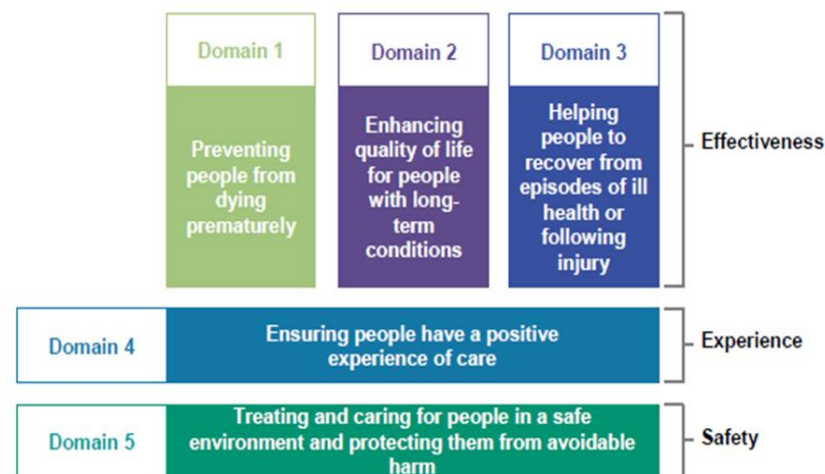 Domain 1
Preventing
people from
dying
prematurely
Domain 2
Enhancing
quality of life
for people
with long-
term
conditions
Domain 3
Helping
people to
recover from
episodes of ill
health or
following
injury
Effectiveness
Domain 4
Ensuring people have a positive
experience of care
Experience
Domain 5
Treating and caring for people in a safe
environment and protecting them from avoidable
harm
Safety